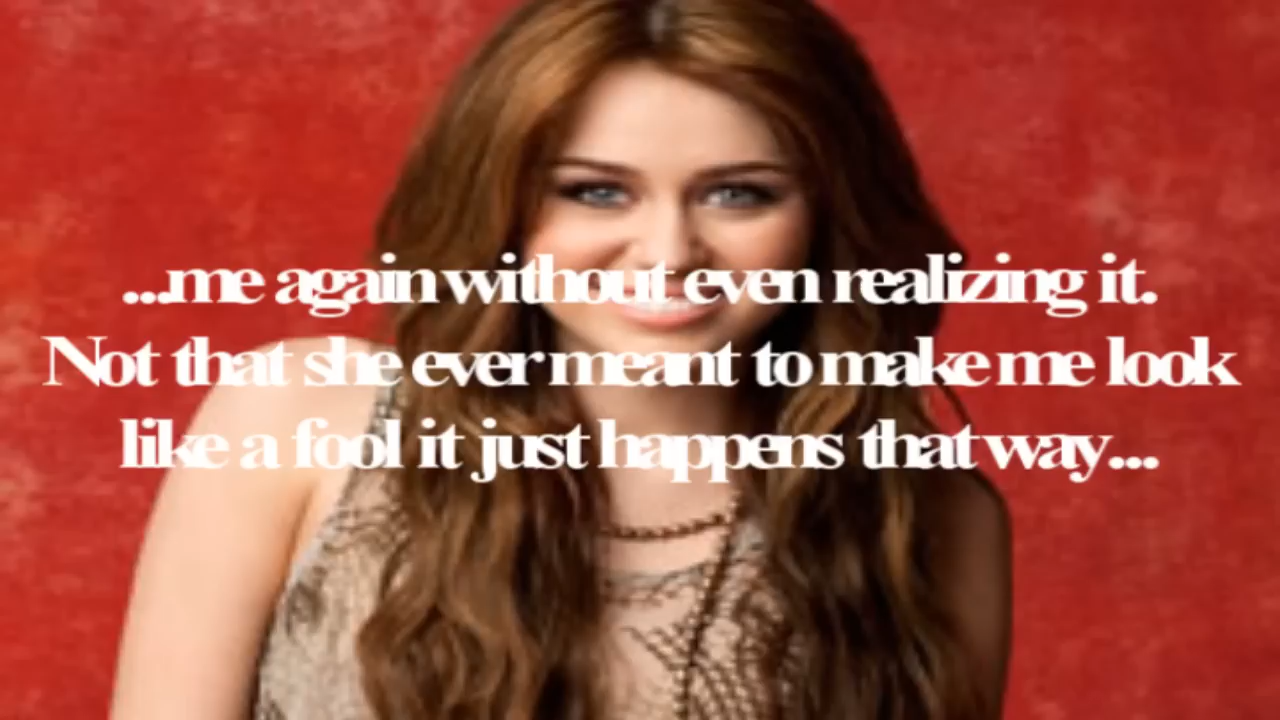 ...me again without even realizing it.
Not that she ever meant to make me look
like a fool it just happens that way...